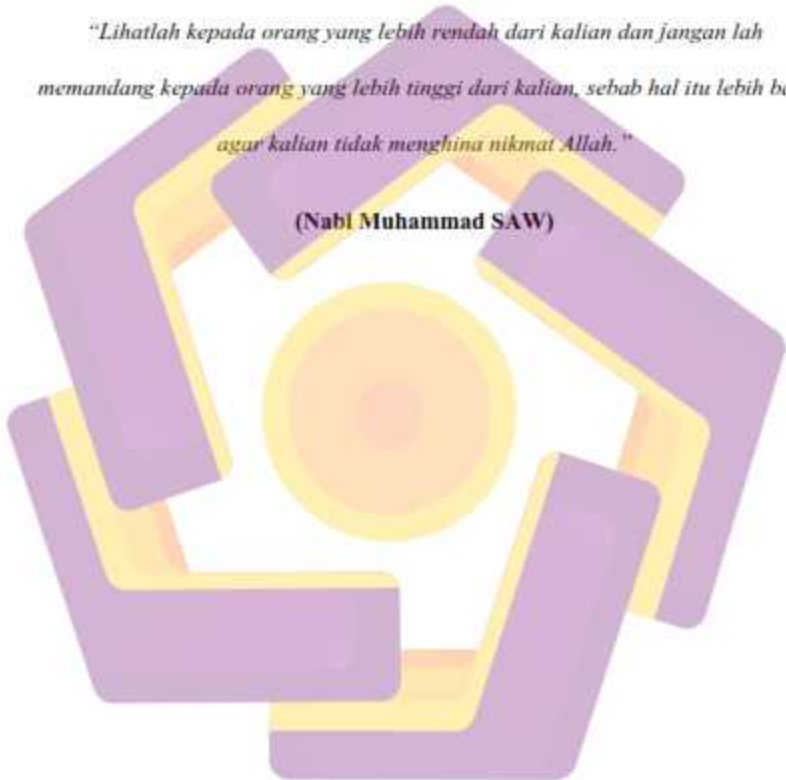 “Lihatlah kepada orang yang lebih rendah dari kalian dan jangan lah
memandang kepada orang yang lebih tinggi dari kalian, sebab hal itu lebih
agar kalian tidak menghina nikmat Allah.”
(Nabi Muhammad SAW)